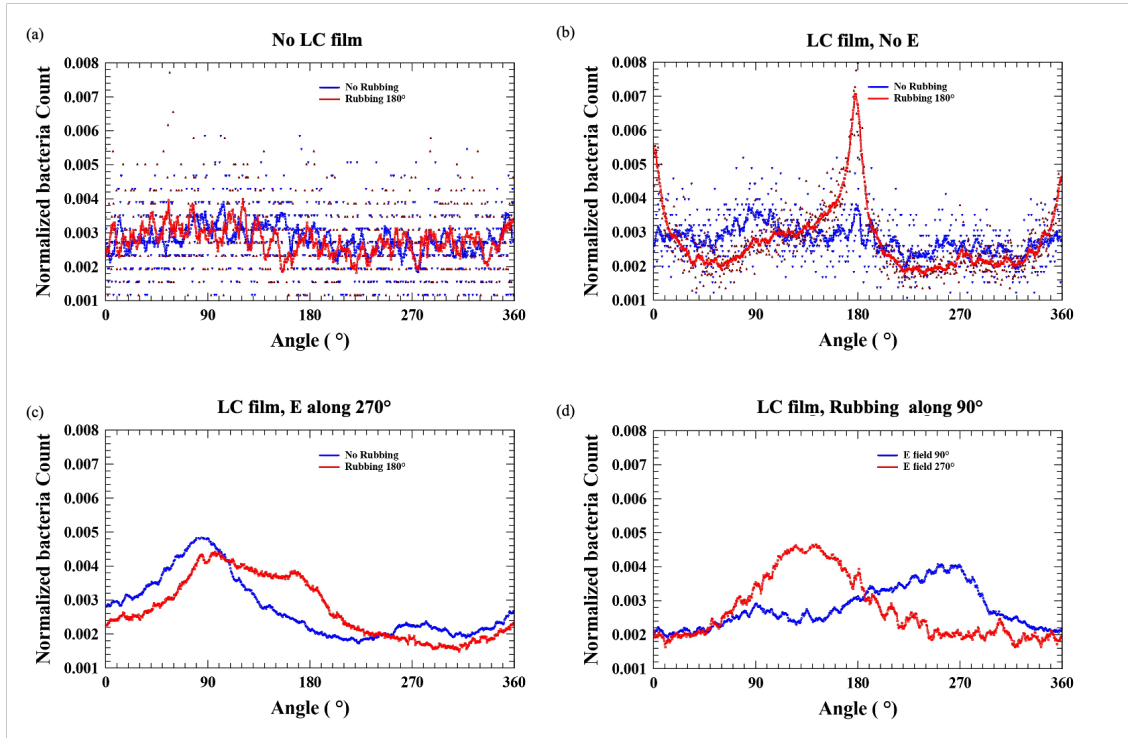 (a)
No LC film
Normalized bacteria Count
0.008
0.007
0.006
0.005
0.004
0.003
0.002
0.001
No Rubbing
Rubbing 180°
0
90
180
270
360
Angle ( °)
(b)
LC film, No E
Normalized bacteria Count
0.008
0.007
0.006
0.005
0.004
0.003
0.002
0.001
No Rubbing
Rubbing 180°
0
90
180
270
360
Angle ( °)
(c)
LC film, E along 270°
Normalized bacteria Count
0.008
0.007
0.006
0.005
0.004
0.003
0.002
0.001
No Rubbing
Rubbing 180°
0
90
180
270
360
Angle ( °)
(d)
LC film, Rubbing along 90°
Normalized bacteria Count
0.008
0.007
0.006
0.005
0.004
0.003
0.002
0.001
E field 90°
E field 270°
0
90
180
270
360
Angle ( °)